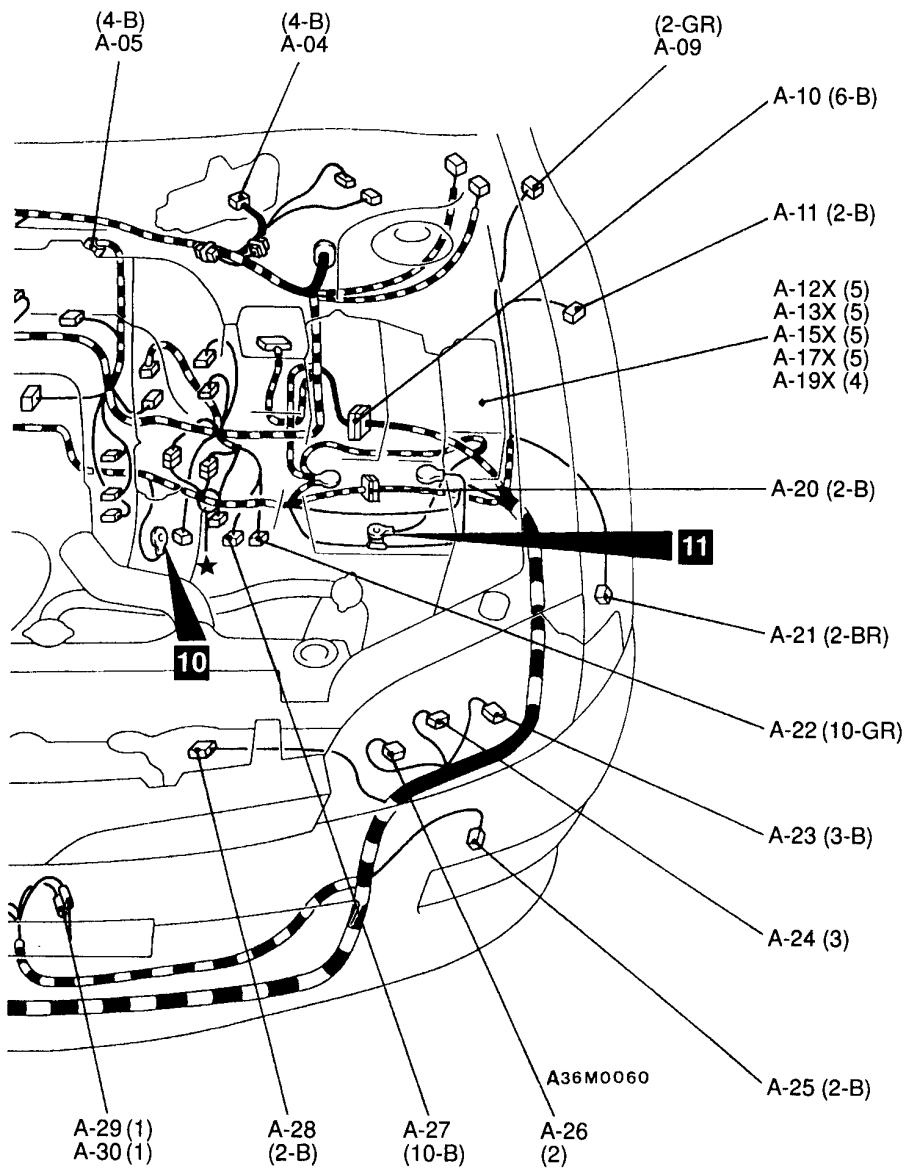 (4-B)
A-05
(4-B)
A-04
(2-GR)
A-09
A-10 (6-B)
A-11 (2-B)
A-12X (5)
A-13X (5)
A-15X (5)
A-17X (5)
A-19X (4)
A-20 (2-B)
11
10
A-21 (2-BR)
A-22 (10-GR)
A-23 (3-B)
A-24 (3)
A36M0060
A-25 (2-B)
A-29 (1)
A-30 (1)
A-28
(2-B)
A-27
(10-B)
A-26
(2)